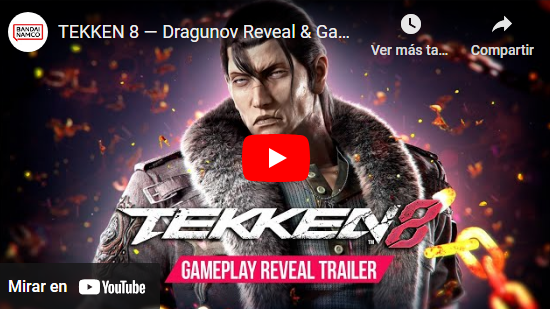 BANDAI
NAMCO
TEKKEN 8 — Dragunov Reveal & Ga...
Ver más ta...
Compartir
TEKKEN 8
TM
GAMEPLAY REVEAL TRAILER
Mirar en YouTube